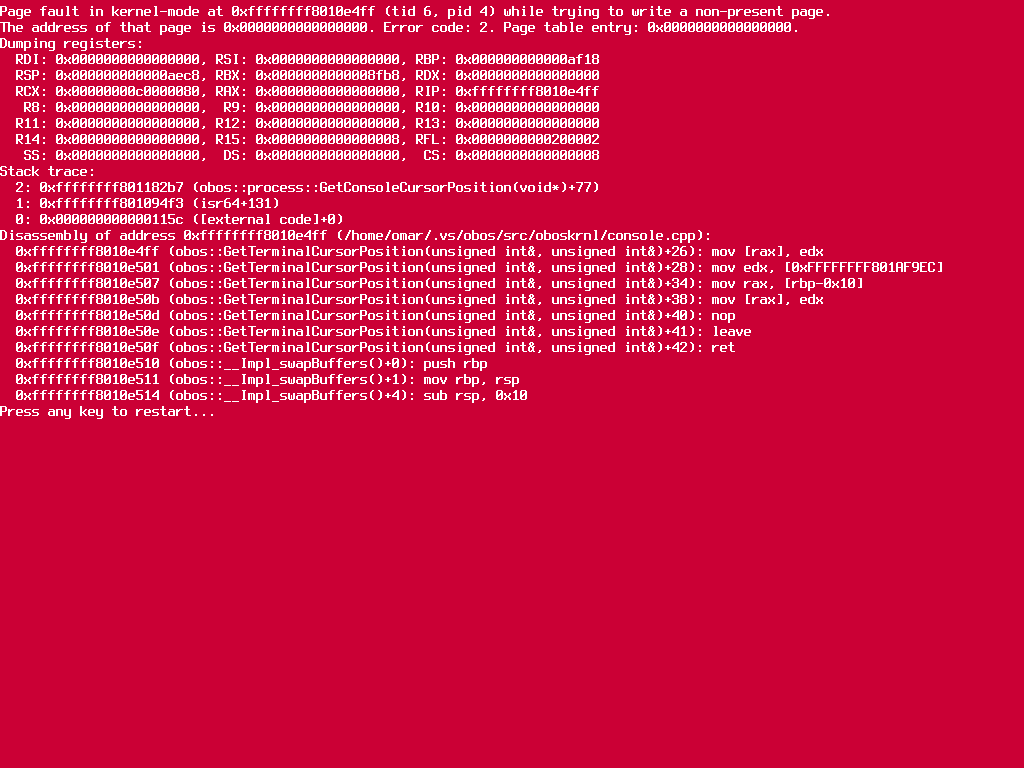 Page fault in kernel-mode at 0xffffffff8010e4ff (tid 6, pid 4) while trying to write a non-present page.
The address of that page is 0x0000000000000000. Error code: 2. Page table entry: 0x0000000000000000.
Dumping registers:
RDI: 0x0000000000000000, RSI: 0x0000000000000000, RBP: 0x000000000000af18
RSP: 0x000000000000aec8, RBX: 0x0000000000008fb8, RDX: 0x0000000000000000
RCX: 0x00000000c0000080, RAX: 0x0000000000000000, RIP: 0xffffffff8010e4ff
R8: 0x0000000000000000, R9: 0x0000000000000000, R10: 0x0000000000000000
R11: 0x0000000000000000, R12: 0x0000000000000000, R13: 0x0000000000000000
R14: 0x0000000000000000, R15: 0x0000000000000008, RFL: 0x0000000000200002
SS: 0x0000000000000000, DS: 0x0000000000000000, CS: 0x0000000000000008
Stack trace:
2: 0xffffffff801182b7 (obos::process::GetConsoleCursorPosition(void*)+77)
1: 0xffffffff801094f3 (isr64+131)
0: 0x000000000000115c ([external code]+0)
Disassembly of address 0xffffffff8010e4ff (/home/omar/.vs/obos/src/oboskrnl/console.cpp):
0xffffffff8010e4ff (obos::GetTerminalCursorPosition(unsigned int&, unsigned int&)+26): mov [rax], edx
0xffffffff8010e501 (obos::GetTerminalCursorPosition(unsigned int&, unsigned int&)+28): mov edx, [0xFFFFFFFF801AF9EC]
0xffffffff8010e507 (obos::GetTerminalCursorPosition(unsigned int&, unsigned int&)+34): mov rax, [rbp-0x10]
0xffffffff8010e50b (obos::GetTerminalCursorPosition(unsigned int&, unsigned int&)+38): mov [rax], edx
0xffffffff8010e50d (obos::GetTerminalCursorPosition(unsigned int&, unsigned int&)+40): nop
0xffffffff8010e50e (obos::GetTerminalCursorPosition(unsigned int&, unsigned int&)+41): leave
0xffffffff8010e50f (obos::GetTerminalCursorPosition(unsigned int&, unsigned int&)+42): ret
0xffffffff8010e510 (obos::__Impl_swapBuffers()+0): push rbp
0xffffffff8010e511 (obos::__Impl_swapBuffers()+1): mov rbp, rsp
0xffffffff8010e514 (obos::__Impl_swapBuffers()+4): sub rsp, 0x10
Press any key to restart...